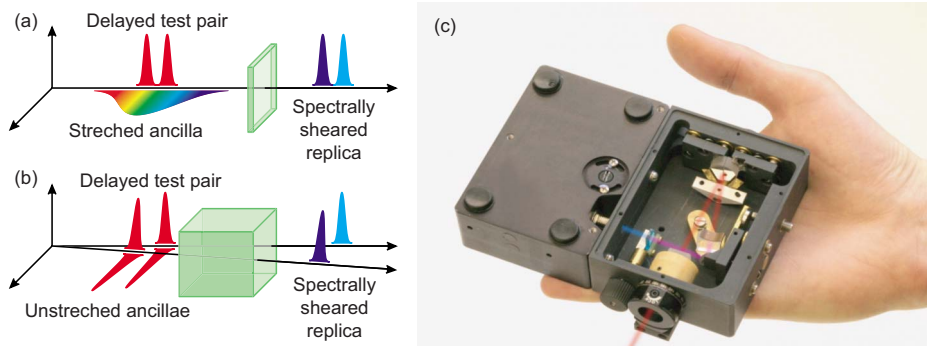 (a)
Delayed test pair
Streched ancilla
Spectrally
sheared
replica
(b)
Delayed test pair
Unstreched ancillae
Spectrally
sheared
replica
(c)